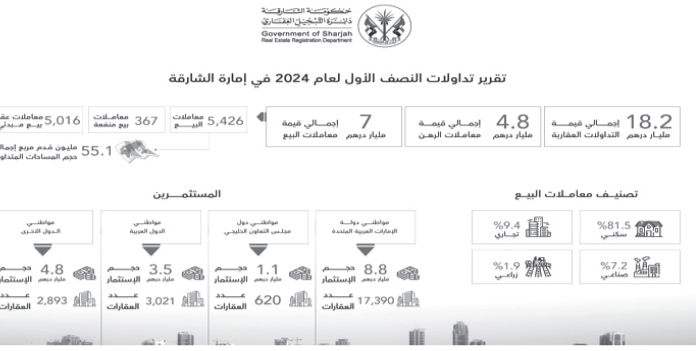 حكومة الشارقة
دائرة التسجيل العقاري
Government of Sharjah
Real Estate Registration Department
تقرير تداولات النصف الأول لعام 2024 في إمارة الشارقة
18.2 مليار درهم إجمالي قيمة التداولات العقارية
4.8 مليار درهم إجمالي قيمة معاملات الرهن
7 مليار درهم إجمالي قيمة معاملات البيع
5,426 معاملات البيع
367 معاملات بيع منفعة
5,016 معاملات
55.1 مليون قدم مربع
حجم المساحات
تصنيف معاملات البيع
%81.5 سكني
%9.4 تجاري
%7.2 صناعي
%1.9 زراعي
المستثمرين
مواطني دولة الإمارات العربية المتحدة
8.8 مليار درهم حجم الإستثمار
17,390 عدد العقارات
مواطني دول مجلس التعاون الخليجي
1.1 مليار درهم حجم الإستثمار
620 عدد العقارات
مواطني الدول العربية
3.5 مليار درهم حجم الإستثمار
3,021 عدد العقارات
مواطني الدول الأخرى
4.8 مليار درهم حجم الإستثمار
2,893 عدد العقارات